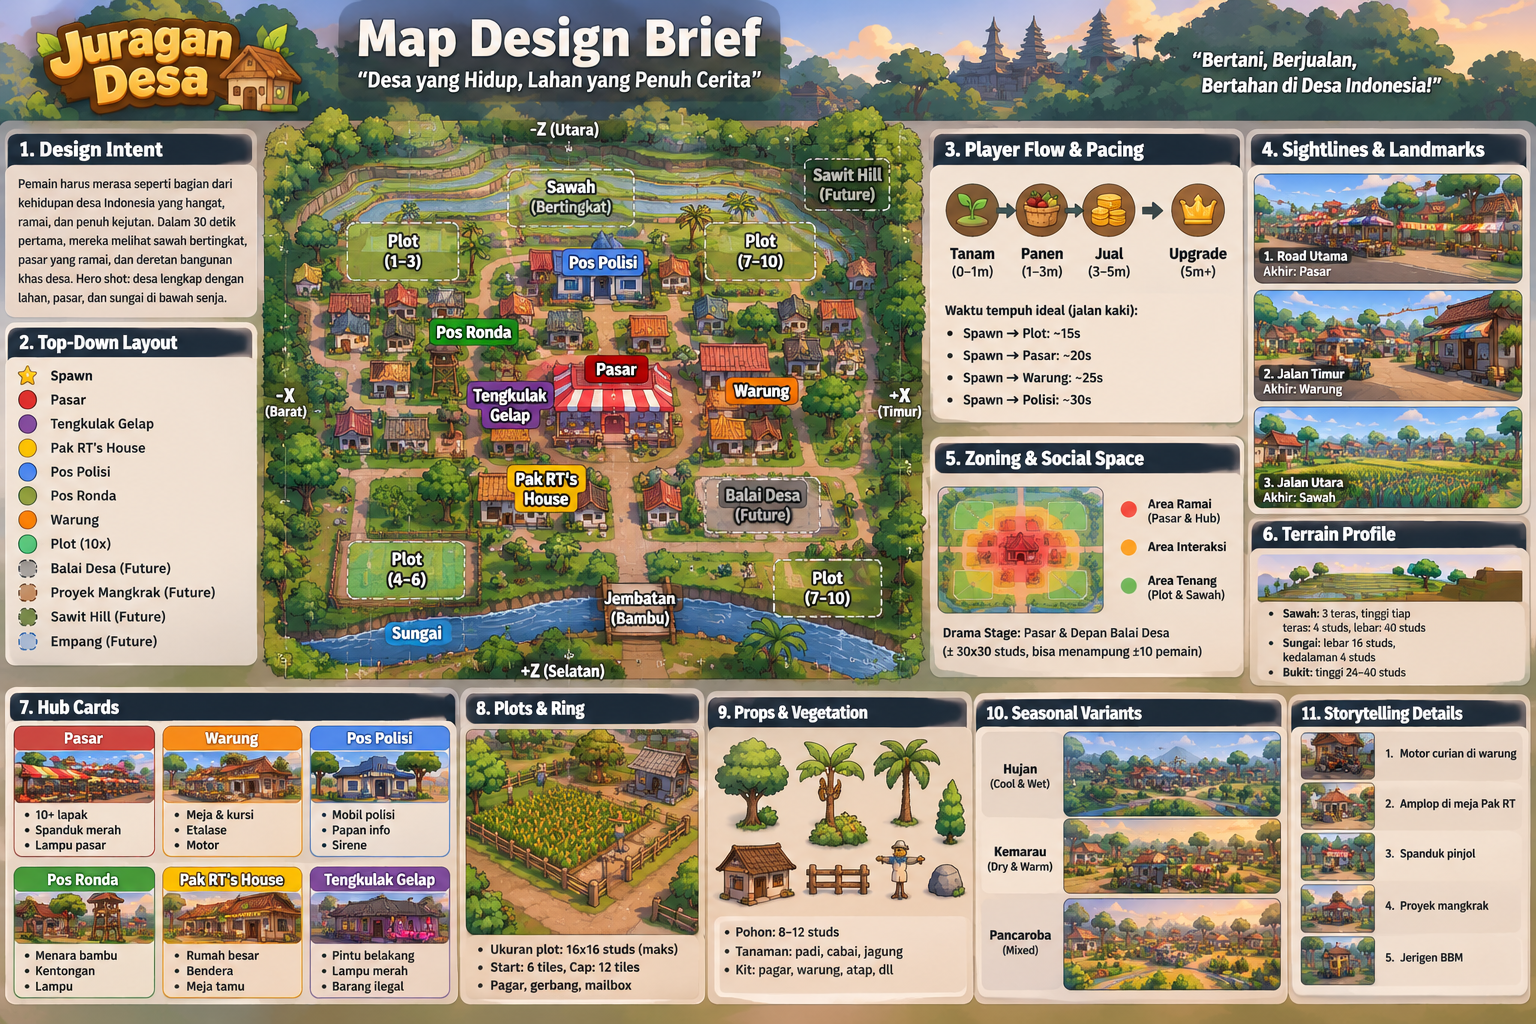 Juragan
Desa
Map Design Brief
“Desa yang Hidup, Lahan yang Penuh Cerita”
“Bertani, Berjualan,
Bertahan di Desa Indonesia!”
1. Design Intent
Pemain harus merasa seperti bagian dari
kehidupan desa Indonesia yang hangat,
ramai, dan penuh kejutan. Dalam 30 detik
pertama, mereka melihat sawah bertingkat,
pasar yang ramai, dan deretan bangunan
khas desa. Hero shot: desa lengkap dengan
lahan, pasar, dan sungai di bawah senja.
2. Top-Down Layout
Spawn
Pasar
Tengkulak Gelap
Pak RT's House
Pos Polisi
Pos Ronda
Warung
Plot (10x)
Balai Desa (Future)
Proyek Mangkrak (Future)
Sawit Hill (Future)
Empang (Future)
-Z (Utara)
Sawit Hill
(Future)
Sawah
(Bertingkat)
Plot
(1–3)
Pos Polisi
Plot
(7–10)
Pos Ronda
Pasar
Tengkulak
Gelap
Warung
-X
(Barat)
+X
(Timur)
Pak RT's
House
Balai Desa
(Future)
Plot
(4–6)
Plot
(7–10)
Jembatan
(Bambu)
Sungai
+Z (Selatan)
3. Player Flow & Pacing
Tanam
(0–1m)
Panen
(1–3m)
Jual
(3–5m)
Upgrade
(5m+)
Waktu tempuh ideal (jalan kaki):
• Spawn → Plot: ~15s
• Spawn → Pasar: ~20s
• Spawn → Warung: ~25s
• Spawn → Polisi: ~30s
4. Sightlines & Landmarks
1. Road Utama
Akhir: Pasar
2. Jalan Timur
Akhir: Warung
3. Jalan Utara
Akhir: Sawah
5. Zoning & Social Space
Area Ramai
(Pasar & Hub)
Area Interaksi
Area Tenang
(Plot & Sawah)
Drama Stage: Pasar & Depan Balai Desa
(± 30x30 studs, bisa menampung ±10 pemain)
6. Terrain Profile
• Sawah: 3 teras, tinggi tiap
teras: 4 studs, lebar: 40 studs
• Sungai: lebar 16 studs,
kedalaman 4 studs
• Bukit: tinggi 24–40 studs
7. Hub Cards
Pasar
• 10+ lapak
• Spanduk merah
• Lampu pasar
Warung
• Meja & kursi
• Etalase
• Motor
Pos Polisi
• Mobil polisi
• Papan info
• Sirene
Pos Ronda
• Menara bambu
• Kentongan
• Lampu
Pak RT's House
• Rumah besar
• Bendera
• Meja tamu
Tengkulak Gelap
• Pintu belakang
• Lampu merah
• Barang ilegal
8. Plots & Ring
• Ukuran plot: 16x16 studs (maks)
• Start: 6 tiles, Cap: 12 tiles
• Pagar, gerbang, mailbox
9. Props & Vegetation
• Pohon: 8–12 studs
• Tanaman: padi, cabai, jagung
• Kit: pagar, warung, atap, dll
10. Seasonal Variants
Hujan
(Cool & Wet)
Kemarau
(Dry & Warm)
Pancaroba
(Mixed)
11. Storytelling Details
1. Motor curian di warung
2. Amplop di meja Pak RT
3. Spanduk pinjol
4. Proyek mangkrak
5. Jerigen BBM